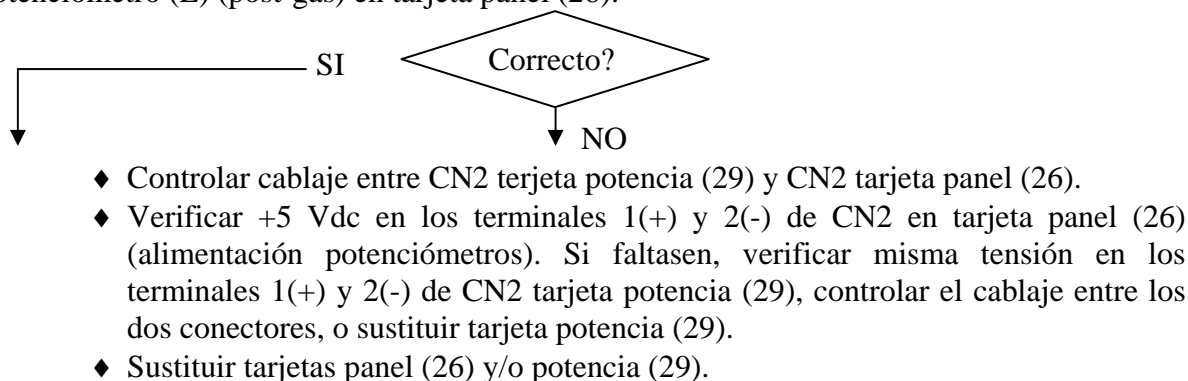 otenciómetro (E) (post-gas) en tarjeta panel (26).
SI
Correcto?
NO
♦ Controlar cablaje entre CN2 terjeta potencia (29) y CN2 tarjeta panel (26).
♦ Verificar +5 Vdc en los terminales 1(+) y 2(-) de CN2 en tarjeta panel (26)
(alimentación potenciómetros). Si faltasen, verificar misma tensión en los
terminales 1(+) y 2(-) de CN2 tarjeta potencia (29), controlar el cablaje entre los
dos conectores, o sustituir tarjeta potencia (29).
♦ Sustituir tarjetas panel (26) y/o potencia (29).